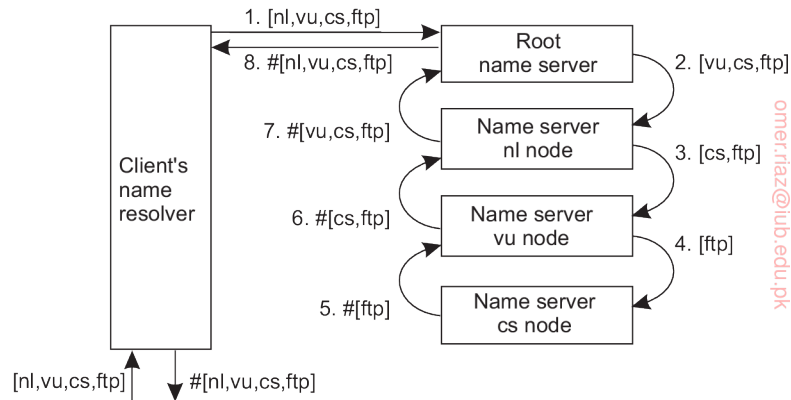 1. [nl,vu,cs,ftp]
8. #[nl,vu,cs,ftp]
Root
name server
2. [vu,cs,ftp]
7. #[vu,cs,ftp]
Name server
nl node
3. [cs,ftp]
Client's
name
resolver
6. #[cs,ftp]
Name server
vu node
4. [ftp]
5. #[ftp]
Name server
cs node
[nl,vu,cs,ftp]
#[nl,vu,cs,ftp]
omer.riaz@iub.edu.pk